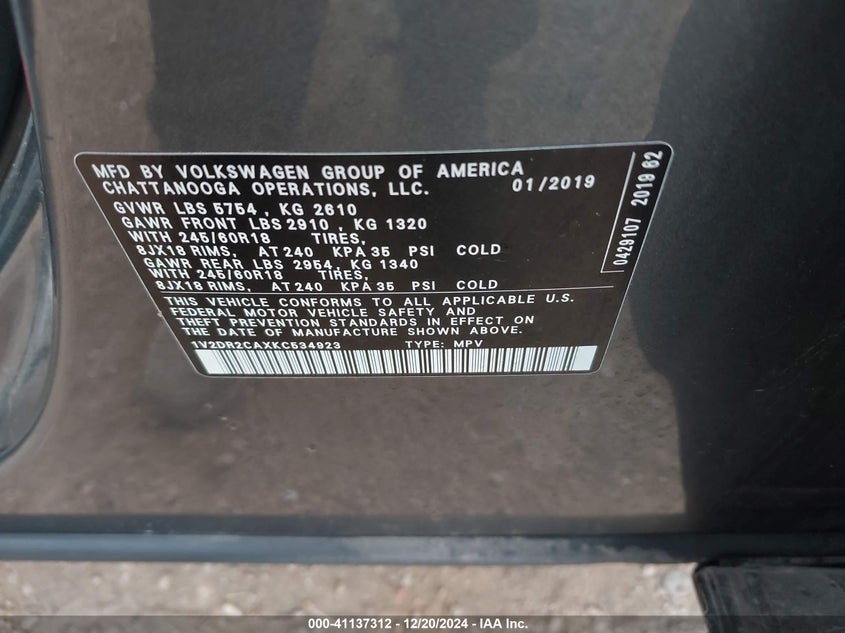 MFD BY VOLKSWAGEN GROUP OF AMERICA
CHATTANOOGA OPERATIONS, LLC. 01/2019
GVWR LBS 5754 , KG 2610
GAWR FRONT LBS 2910 , KG 1320
WITH 245/60R18 TIRES,
8JX18 RIMS, AT 240 KPA 35 PSI COLD
GAWR REAR LBS 2954, KG 1340
WITH 245/60R18 TIRES,
8JX18 RIMS, AT 240 KPA 35 PSI COLD
THIS VEHICLE CONFORMS TO ALL APPLICABLE U.S.
FEDERAL MOTOR VEHICLE SAFETY AND
THEFT PREVENTION STANDARDS IN EFFECT ON
THE DATE OF MANUFACTURE SHOWN ABOVE.
1V2DR2CAXKC534923 TYPE: MPV
0429107 2019 62
000-41137312 - 12/20/2024 - IAA Inc.